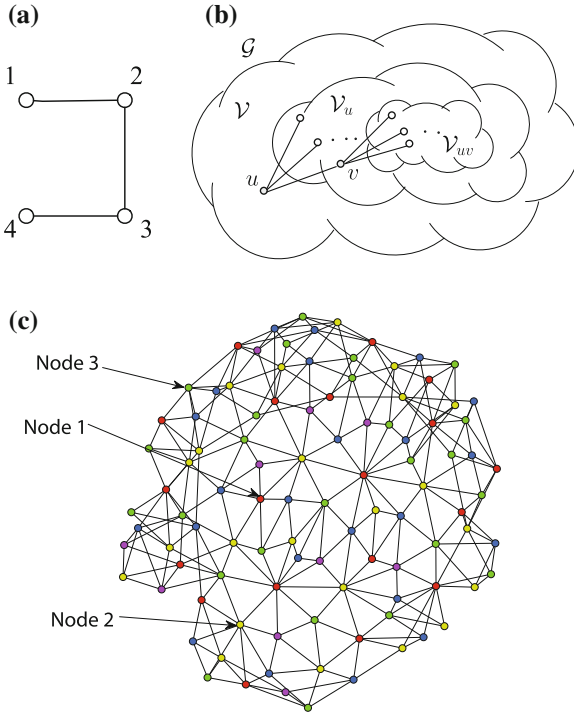 (a)
(b)
1
2
4
3
𝒢
𝒱
𝒱u
...
..
𝒱uv
u
v
(c)
Node 3
Node 1
Node 2